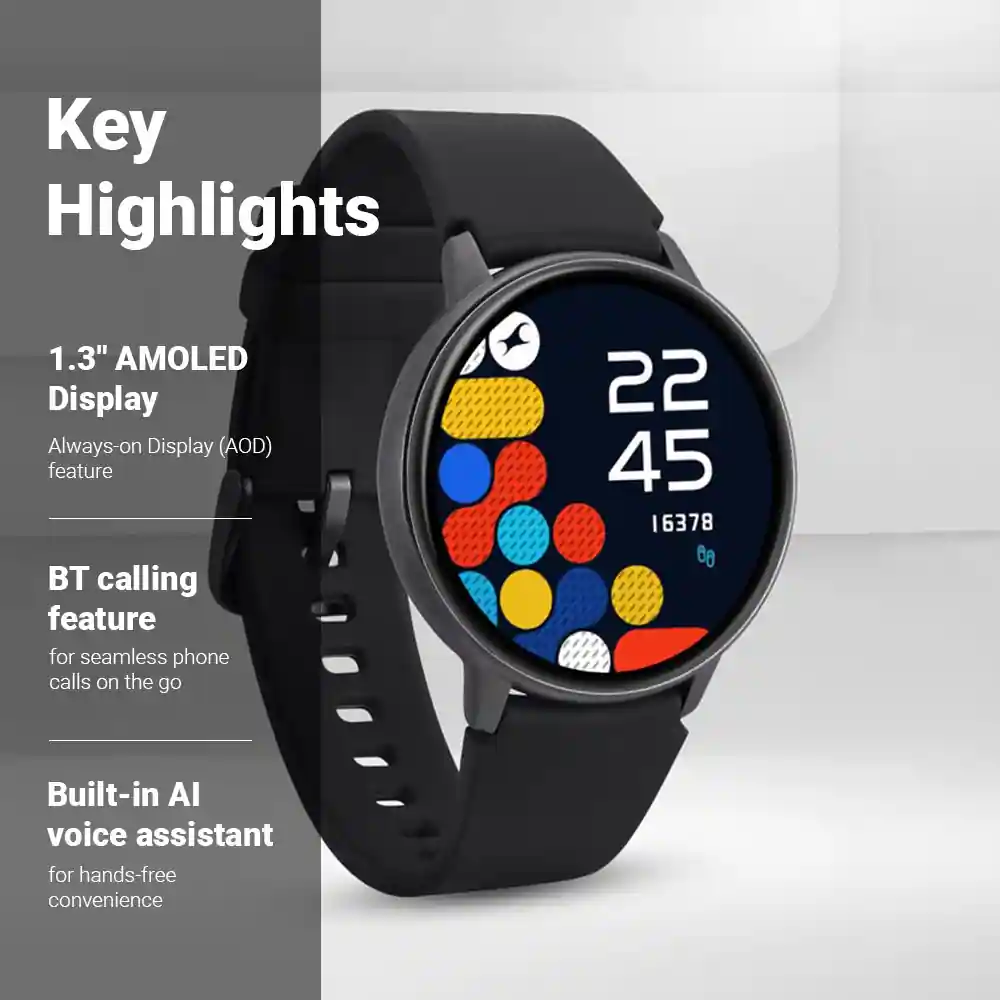 Key
Highlights
1.3" AMOLED
Display
Always-on Display (AOD)
feature
BT calling
feature
for seamless phone
calls on the go
Built-in AI
voice assistant
for hands-free
convenience
22
45
16378